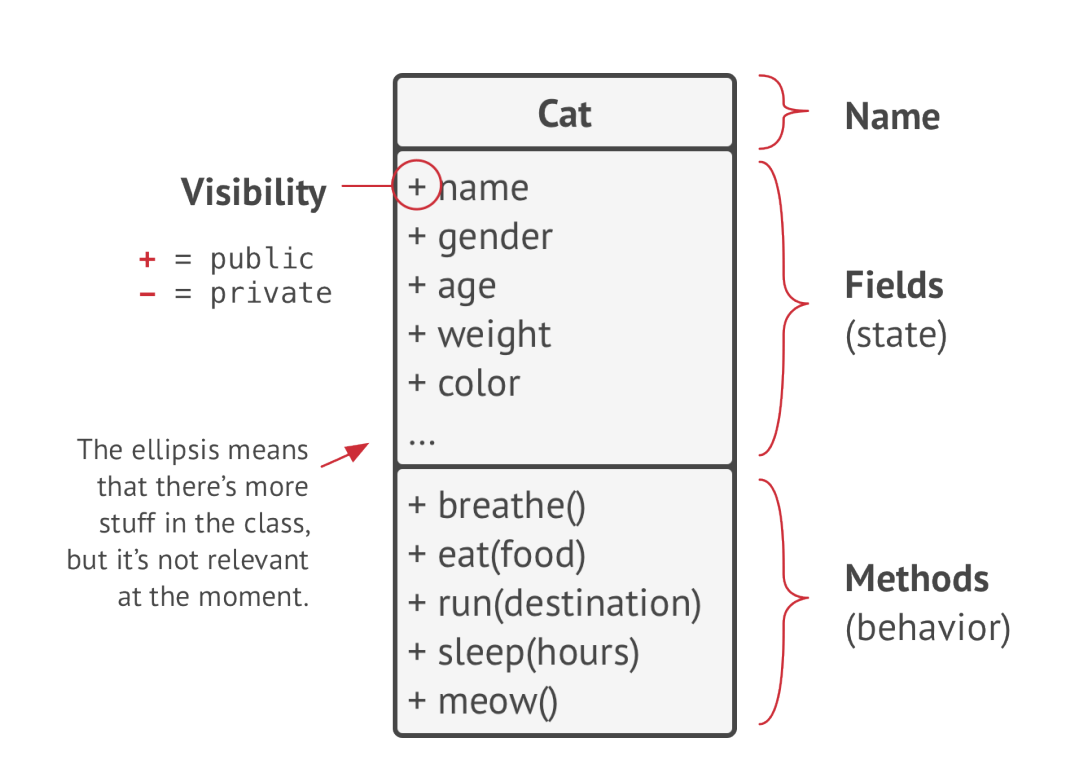 Cat
Name
Visibility
+ = public
– = private
+ name
+ gender
+ age
+ weight
+ color
...
Fields
(state)
The ellipsis means
that there’s more
stuff in the class,
but it’s not relevant
at the moment.
+ breathe()
+ eat(food)
+ run(destination)
+ sleep(hours)
+ meow()
Methods
(behavior)